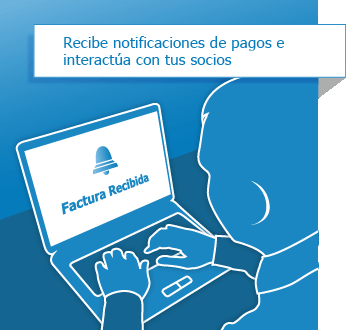 Recibe notificaciones de pagos e
interactúa con tus socios
Factura Recibida